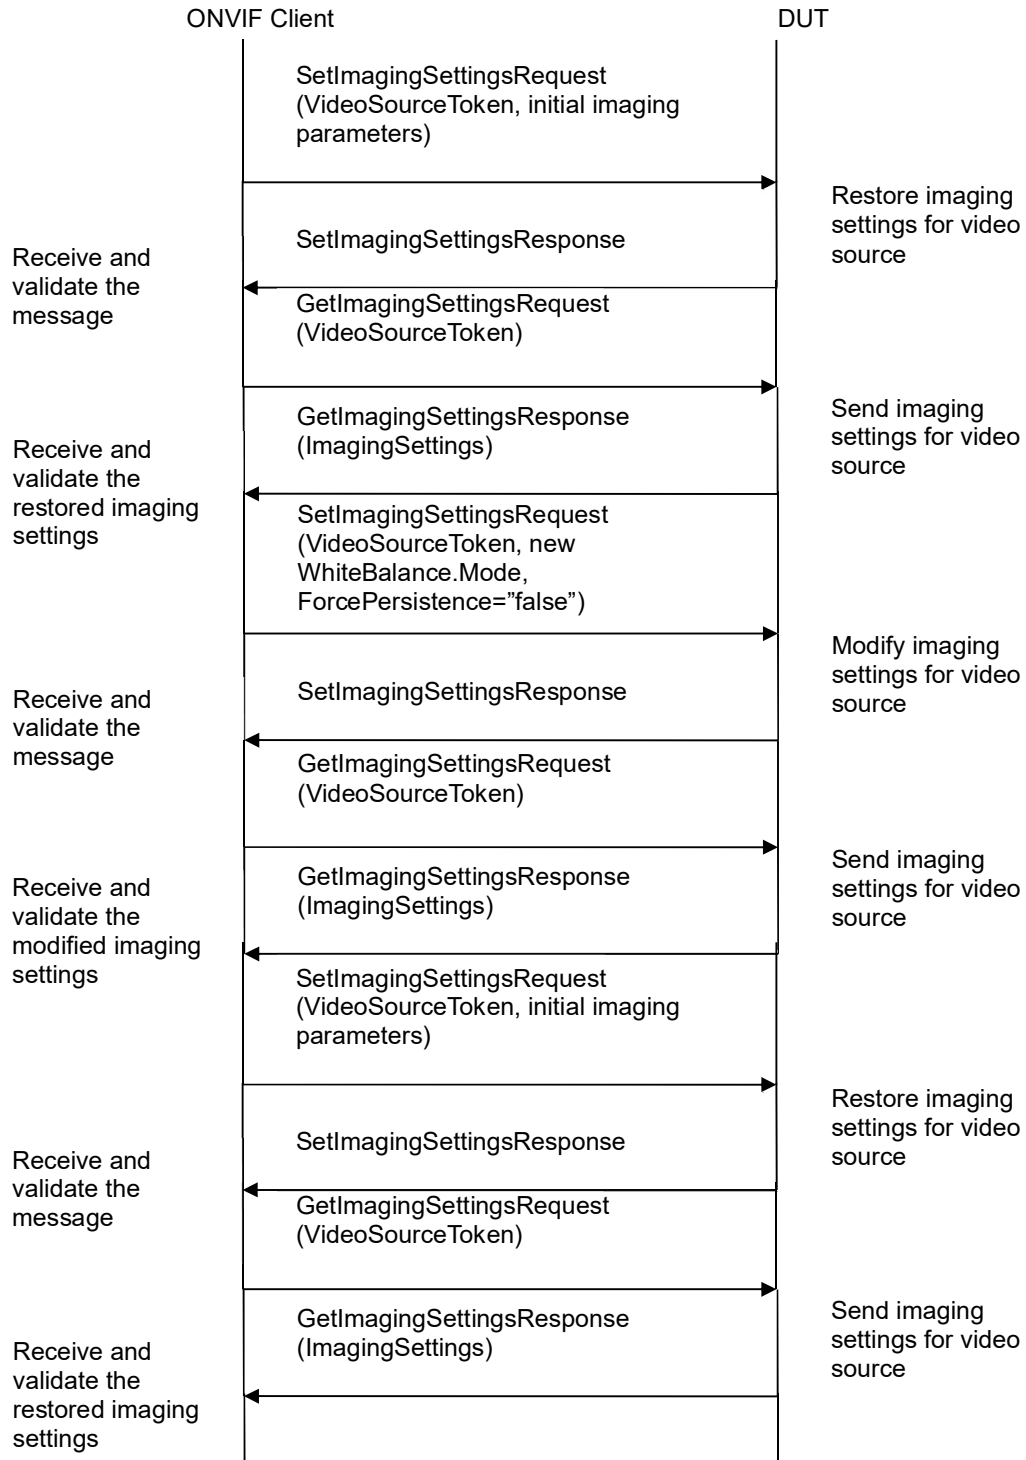 ONVIF Client
DUT
SetImagingSettingsRequest
(VideoSourceToken, initial imaging
parameters)
Restore imaging
settings for video
source
SetImagingSettingsResponse
Receive and
validate the
message
GetImagingSettingsRequest
(VideoSourceToken)
Send imaging
settings for video
source
GetImagingSettingsResponse
(ImagingSettings)
Receive and
validate the
restored imaging
settings
SetImagingSettingsRequest
(VideoSourceToken, new
WhiteBalance.Mode,
ForcePersistence=”false”)
Modify imaging
settings for video
source
SetImagingSettingsResponse
Receive and
validate the
message
GetImagingSettingsRequest
(VideoSourceToken)
Send imaging
settings for video
source
GetImagingSettingsResponse
(ImagingSettings)
Receive and
validate the
modified imaging
settings
SetImagingSettingsRequest
(VideoSourceToken, initial imaging
parameters)
Restore imaging
settings for video
source
SetImagingSettingsResponse
Receive and
validate the
message
GetImagingSettingsRequest
(VideoSourceToken)
Send imaging
settings for video
source
GetImagingSettingsResponse
(ImagingSettings)
Receive and
validate the
restored imaging
settings